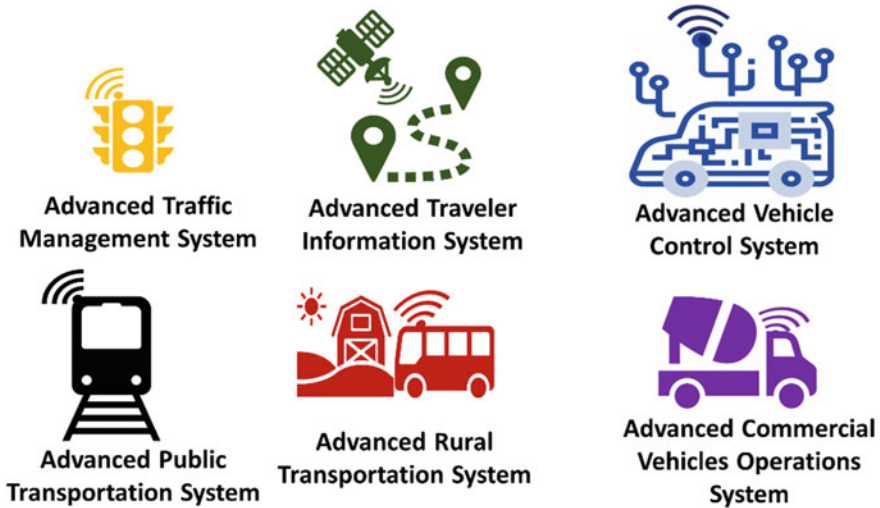 Advanced Traffic
Management System
Advanced Traveler
Information System
Advanced Vehicle
Control System
Advanced Public
Transportation System
Advanced Rural
Transportation System
Advanced Commercial
Vehicles Operations
System